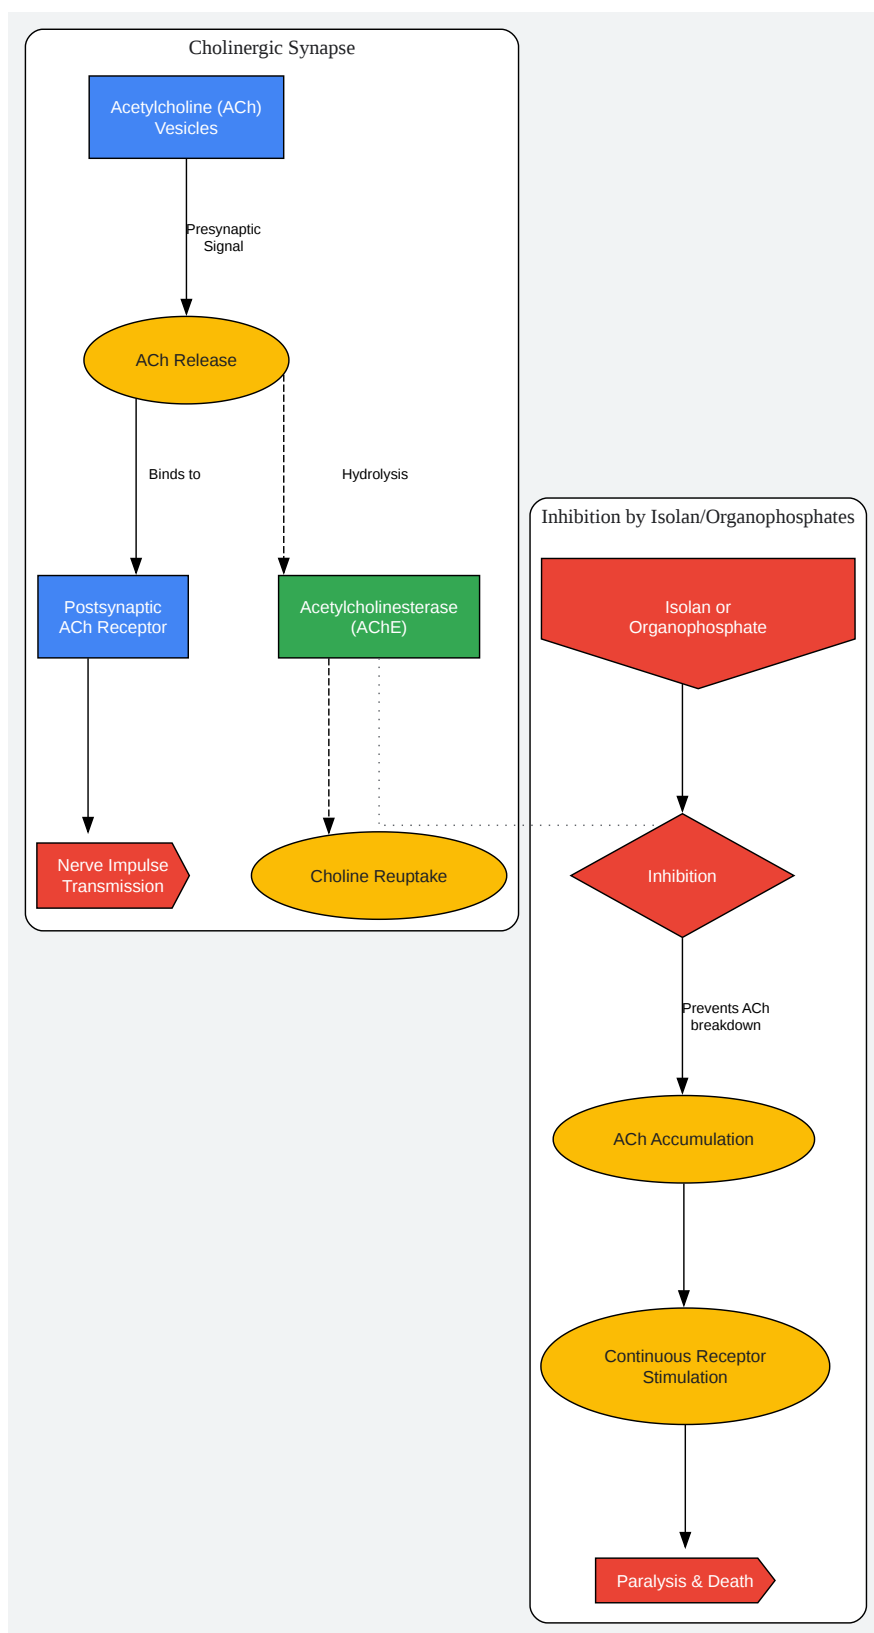 Cholinergic Synapse
Acetylcholine (ACh)
Vesicles
Presynaptic
Signal
ACh Release
Binds to
Hydrolysis
Postsynaptic
ACh Receptor
Acetylcholinesterase
(AChE)
Nerve Impulse
Transmission
Choline Reuptake
Inhibition by Isolan/Organophosphates
Isolan or
Organophosphate
Inhibition
Prevents ACh
breakdown
ACh Accumulation
Continuous Receptor
Stimulation
Paralysis & Death